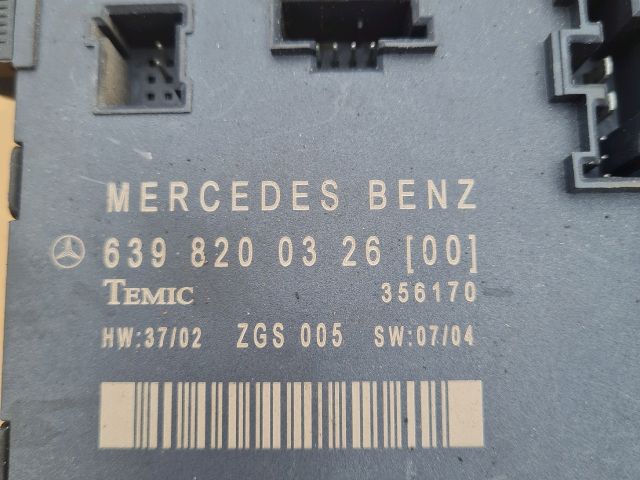 MERCEDES BENZ
639 820 03 26 [00]
TEMIC 356170
HW:37/02 ZGS 005 SW:07/04